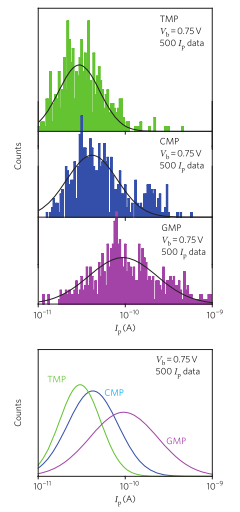 TMP
V_b = 0.75 V
500 I_p data
CMP
V_b = 0.75 V
500 I_p data
Counts
GMP
V_b = 0.75 V
500 I_p data
10⁻¹¹ 10⁻¹⁰ 10⁻⁹
I_p (A)
V_b = 0.75 V
500 I_p data
TMP
CMP
Counts
GMP
10⁻¹¹ 10⁻¹⁰ 10⁻⁹
I_p (A)